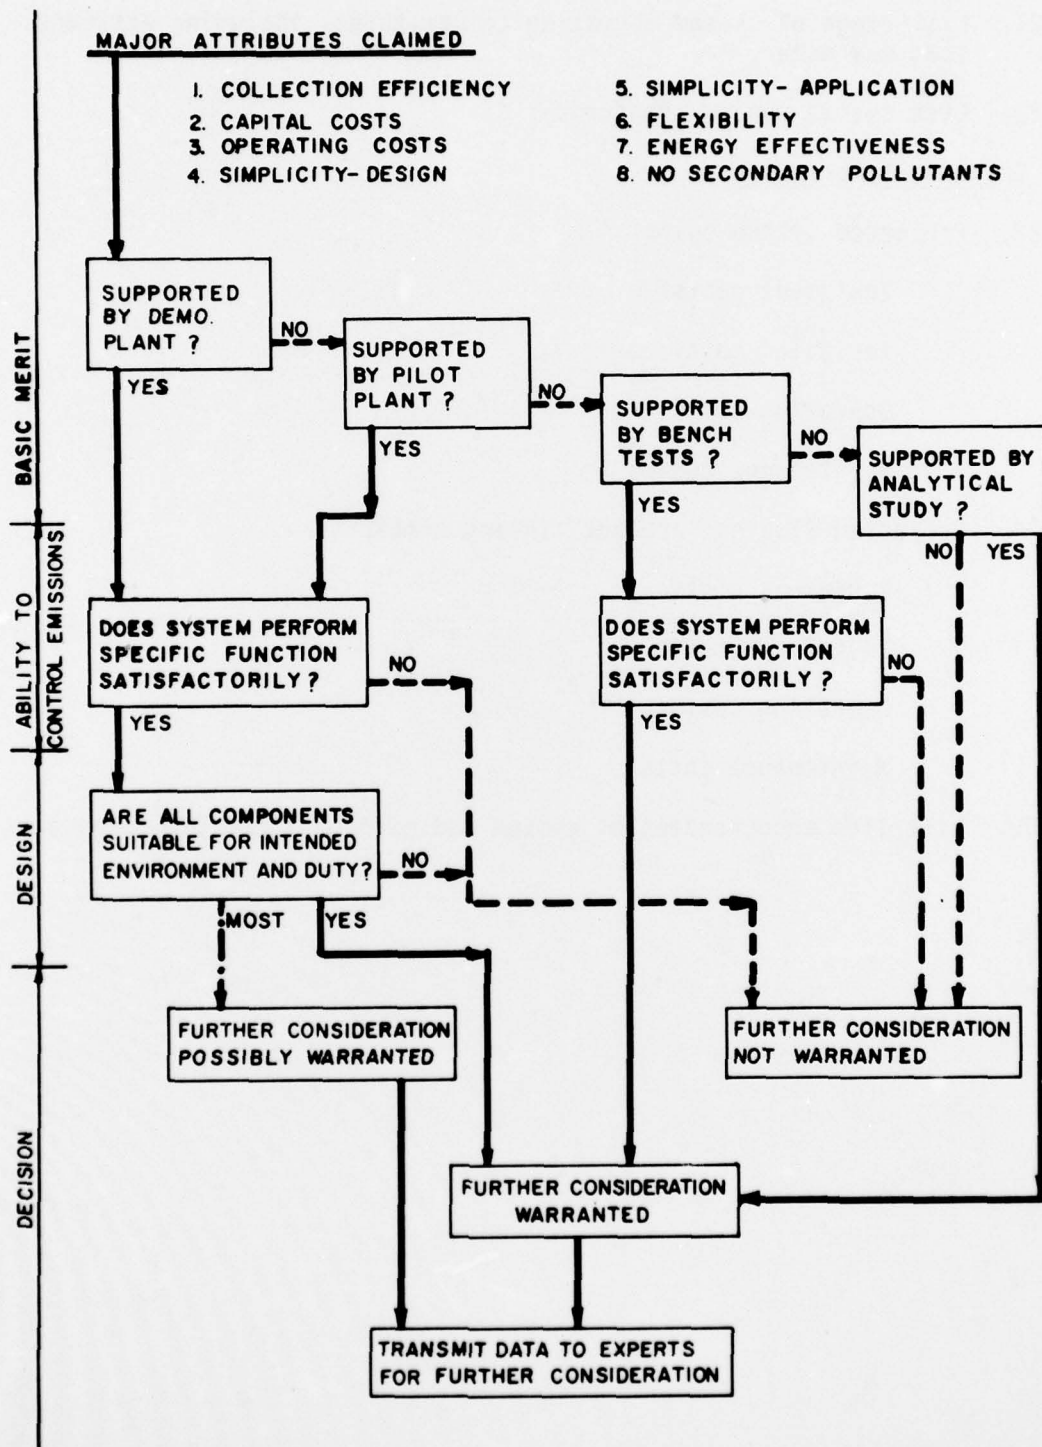 MAJOR ATTRIBUTES CLAIMED
1. COLLECTION EFFICIENCY
2. CAPITAL COSTS
3. OPERATING COSTS
4. SIMPLICITY-DESIGN
5. SIMPLICITY-APPLICATION
6. FLEXIBILITY
7. ENERGY EFFECTIVENESS
8. NO SECONDARY POLLUTANTS
BASIC MERIT
SUPPORTED
BY DEMO.
PLANT ?
NO
YES
SUPPORTED
BY PILOT
PLANT ?
NO
YES
SUPPORTED
BY BENCH
TESTS ?
NO
YES
SUPPORTED BY
ANALYTICAL
STUDY ?
NO
YES
ABILITY TO
CONTROL EMISSIONS
DOES SYSTEM PERFORM
SPECIFIC FUNCTION
SATISFACTORILY ?
NO
YES
DOES SYSTEM PERFORM
SPECIFIC FUNCTION
SATISFACTORILY ?
NO
YES
DESIGN
ARE ALL COMPONENTS
SUITABLE FOR INTENDED
ENVIRONMENT AND DUTY?
NO
MOST
YES
DECISION
FURTHER CONSIDERATION
POSSIBLY WARRANTED
FURTHER CONSIDERATION
NOT WARRANTED
FURTHER CONSIDERATION
WARRANTED
TRANSMIT DATA TO EXPERTS
FOR FURTHER CONSIDERATION